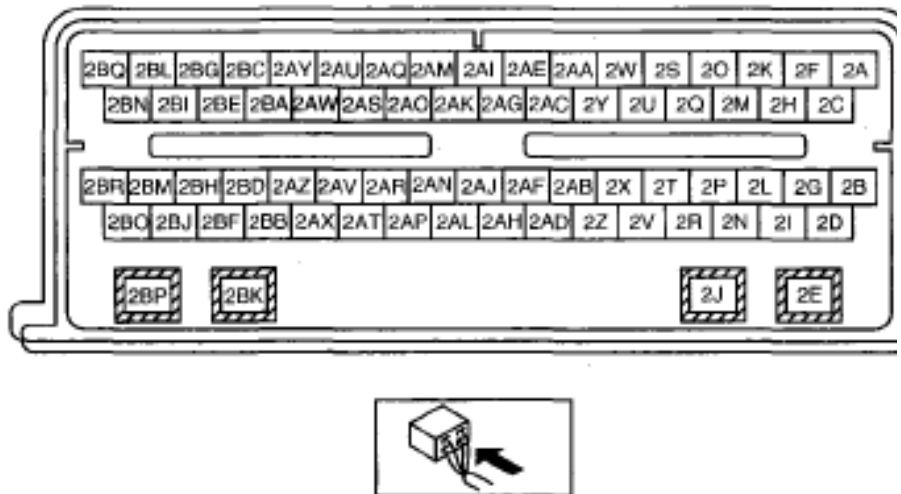 2BQ 2BL 2BG 2BC 2AY 2AU 2AQ 2AM 2AI 2AE 2AA 2W 2S 2O 2K 2F 2A
2BN 2BI 2BE 2BA 2AW 2AS 2AO 2AK 2AG 2AC 2Y 2U 2Q 2M 2H 2C
2BR 2BM 2BH 2BD 2AZ 2AV 2AR 2AN 2AJ 2AF 2AB 2X 2T 2P 2L 2G 2B
2BO 2BJ 2BF 2BB 2AX 2AT 2AP 2AL 2AH 2AD 2Z 2V 2R 2N 2I 2D
2BP 2BK 2J 2E